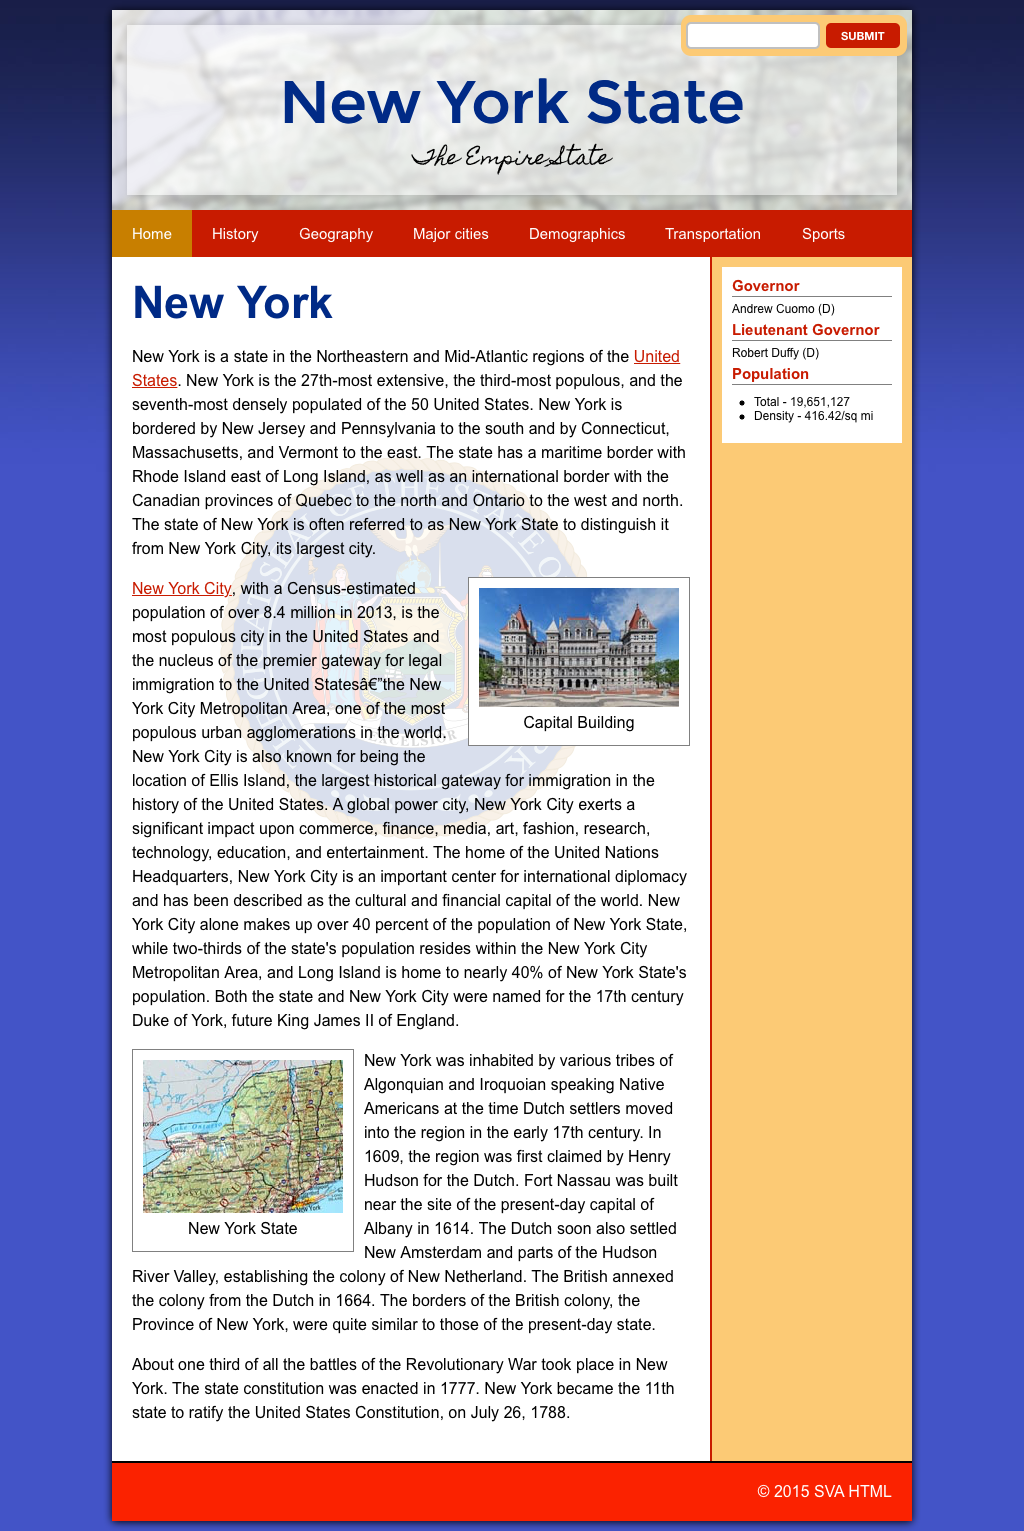 SUBMIT
New York State
The Empire State
Home History Geography Major cities Demographics Transportation Sports
New York
New York is a state in the Northeastern and Mid-Atlantic regions of the United
States. New York is the 27th-most extensive, the third-most populous, and the
seventh-most densely populated of the 50 United States. New York is
bordered by New Jersey and Pennsylvania to the south and by Connecticut,
Massachusetts, and Vermont to the east. The state has a maritime border with
Rhode Island east of Long Island, as well as an international border with the
Canadian provinces of Quebec to the north and Ontario to the west and north.
The state of New York is often referred to as New York State to distinguish it
from New York City, its largest city.
New York City, with a Census-estimated
population of over 8.4 million in 2013, is the
most populous city in the United States and
the nucleus of the premier gateway for legal
immigration to the United Statesâ€”the New
York City Metropolitan Area, one of the most
populous urban agglomerations in the world.
New York City is also known for being the
location of Ellis Island, the largest historical gateway for immigration in the
history of the United States. A global power city, New York City exerts a
significant impact upon commerce, finance, media, art, fashion, research,
technology, education, and entertainment. The home of the United Nations
Headquarters, New York City is an important center for international diplomacy
and has been described as the cultural and financial capital of the world. New
York City alone makes up over 40 percent of the population of New York State,
while two-thirds of the state's population resides within the New York City
Metropolitan Area, and Long Island is home to nearly 40% of New York State's
population. Both the state and New York City were named for the 17th century
Duke of York, future King James II of England.
Capital Building
EXCELSIOR
New York State
New York was inhabited by various tribes of
Algonquian and Iroquoian speaking Native
Americans at the time Dutch settlers moved
into the region in the early 17th century. In
1609, the region was first claimed by Henry
Hudson for the Dutch. Fort Nassau was built
near the site of the present-day capital of
Albany in 1614. The Dutch soon also settled
New Amsterdam and parts of the Hudson
River Valley, establishing the colony of New Netherland. The British annexed
the colony from the Dutch in 1664. The borders of the British colony, the
Province of New York, were quite similar to those of the present-day state.
About one third of all the battles of the Revolutionary War took place in New
York. The state constitution was enacted in 1777. New York became the 11th
state to ratify the United States Constitution, on July 26, 1788.
Governor
Andrew Cuomo (D)
Lieutenant Governor
Robert Duffy (D)
Population
Total - 19,651,127
Density - 416.42/sq mi
© 2015 SVA HTML